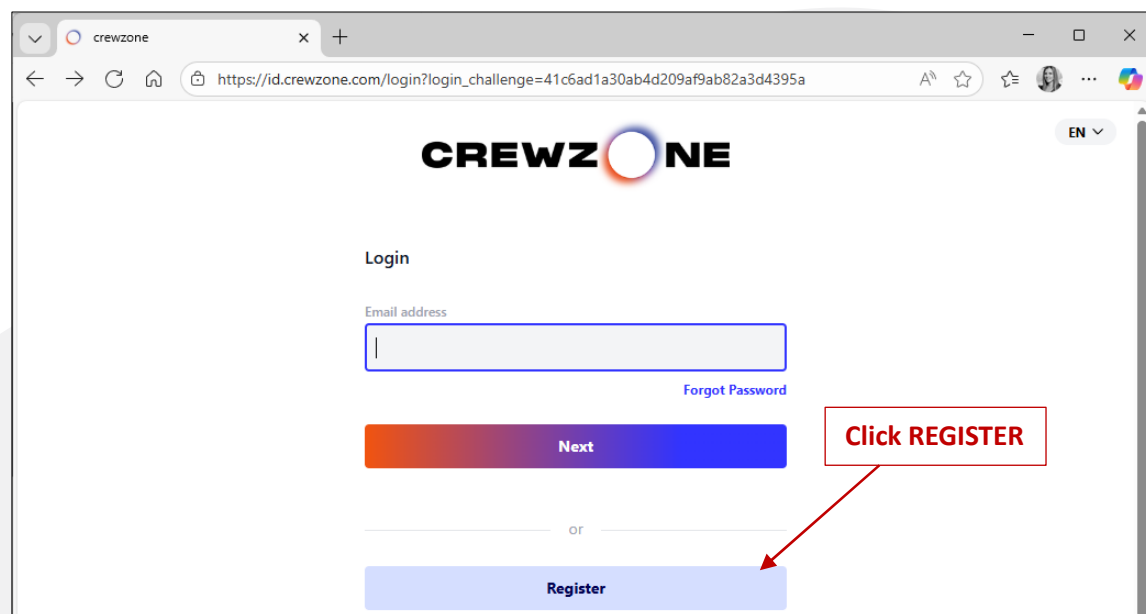 crewzone
https://id.crewzone.com/login?login_challenge=41c6ad1a30ab4d209af9ab82a3d4395a
EN
CREWZONE
Login
Email address
Forgot Password
Next
Click REGISTER
or
Register